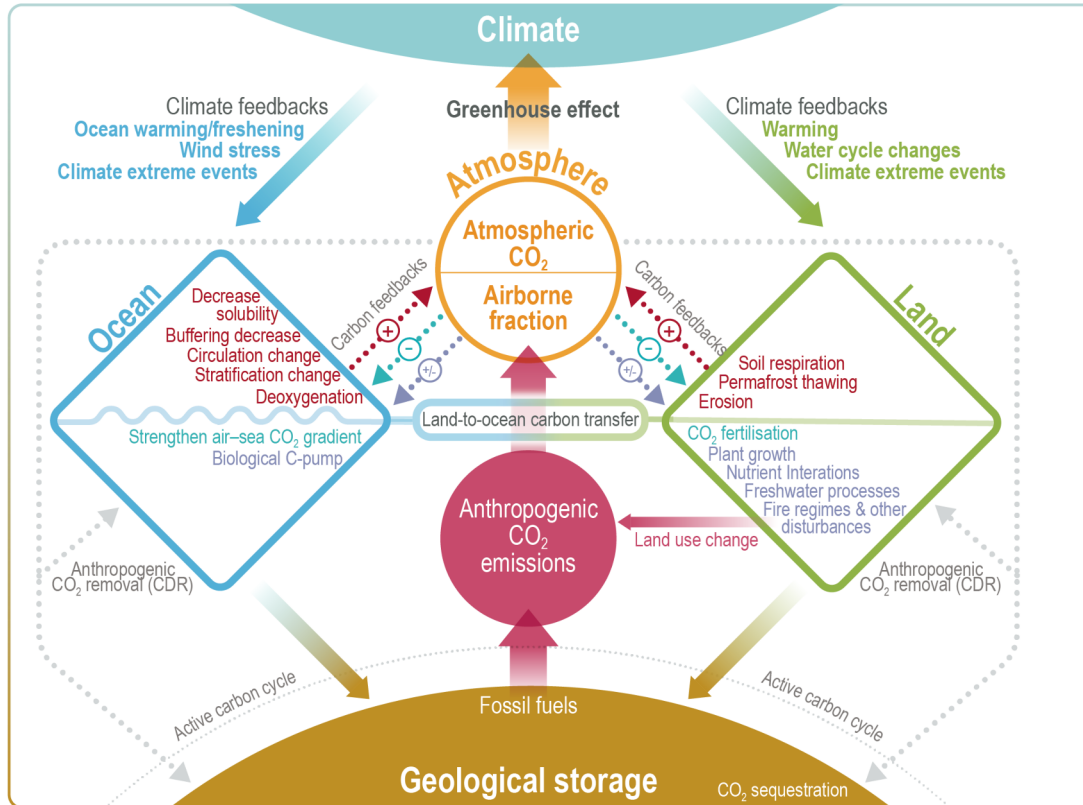 Climate
Greenhouse effect
Climate feedbacks
Ocean warming/freshening
Wind stress
Climate extreme events
Climate feedbacks
Warming
Water cycle changes
Climate extreme events
Atmosphere
Atmospheric
CO₂
Airborne
fraction
Ocean
Decrease
solubility
Buffering decrease
Circulation change
Stratification change
Deoxygenation
Strengthen air–sea CO₂ gradient
Biological C-pump
Carbon feedbacks
+
-
+/-
Carbon feedbacks
+
-
+/-
Land
Soil respiration
Permafrost thawing
Erosion
CO₂ fertilisation
Plant growth
Nutrient Interations
Freshwater processes
Fire regimes & other
disturbances
Land-to-ocean carbon transfer
Anthropogenic
CO₂
emissions
Land use change
Anthropogenic
CO₂ removal (CDR)
Anthropogenic
CO₂ removal (CDR)
Active carbon cycle
Active carbon cycle
Fossil fuels
Geological storage
CO₂ sequestration